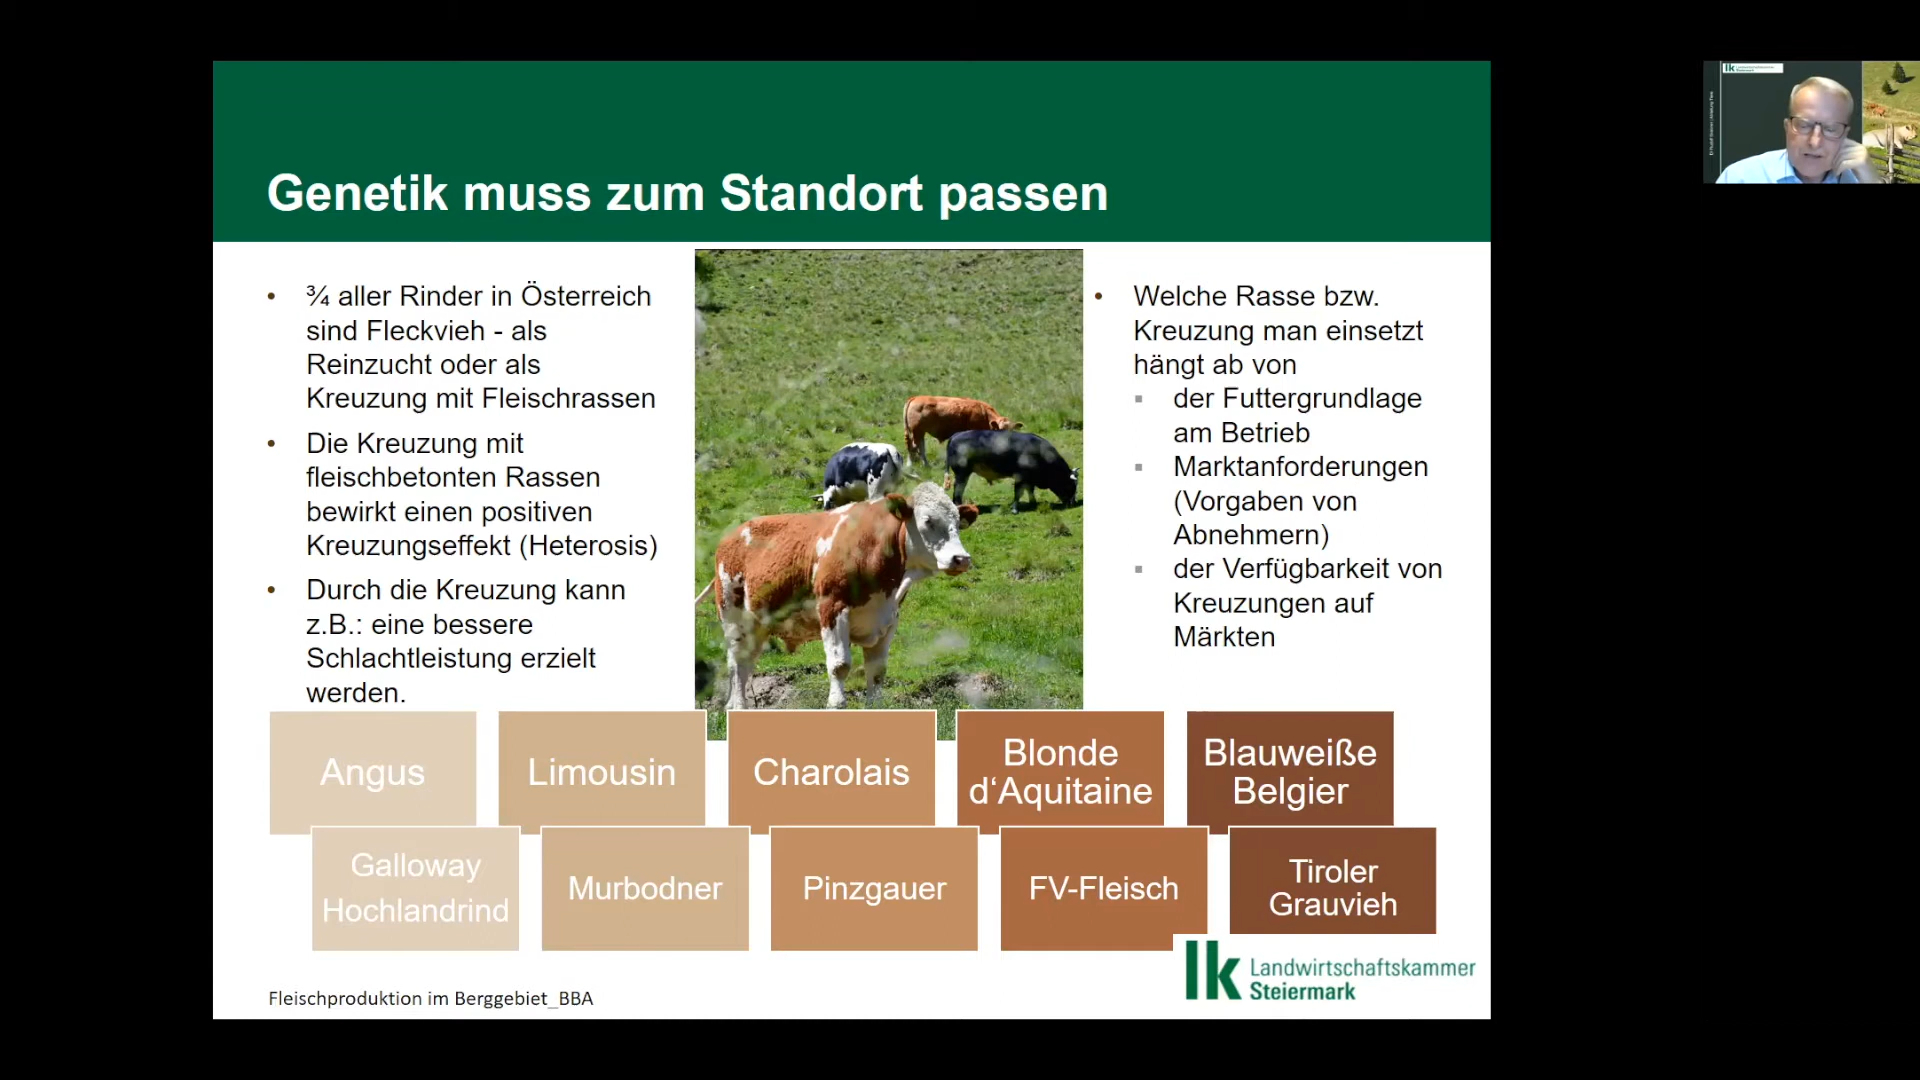 Genetik muss zum Standort passen
• ¾ aller Rinder in Österreich
sind Fleckvieh - als
Reinzucht oder als
Kreuzung mit Fleischrassen
• Die Kreuzung mit
fleischbetonten Rassen
bewirkt einen positiven
Kreuzungseffekt (Heterosis)
• Durch die Kreuzung kann
z.B.: eine bessere
Schlachtleistung erzielt
werden.
• Welche Rasse bzw.
Kreuzung man einsetzt
hängt ab von
▪ der Futtergrundlage
am Betrieb
▪ Marktanforderungen
(Vorgaben von
Abnehmern)
▪ der Verfügbarkeit von
Kreuzungen auf
Märkten
Angus
Limousin
Charolais
Blonde
d‘Aquitaine
Blauweiße
Belgier
Galloway
Hochlandrind
Murbodner
Pinzgauer
FV-Fleisch
Tiroler
Grauvieh
Fleischproduktion im Berggebiet_BBA
lk Landwirtschaftskammer
Steiermark
lk